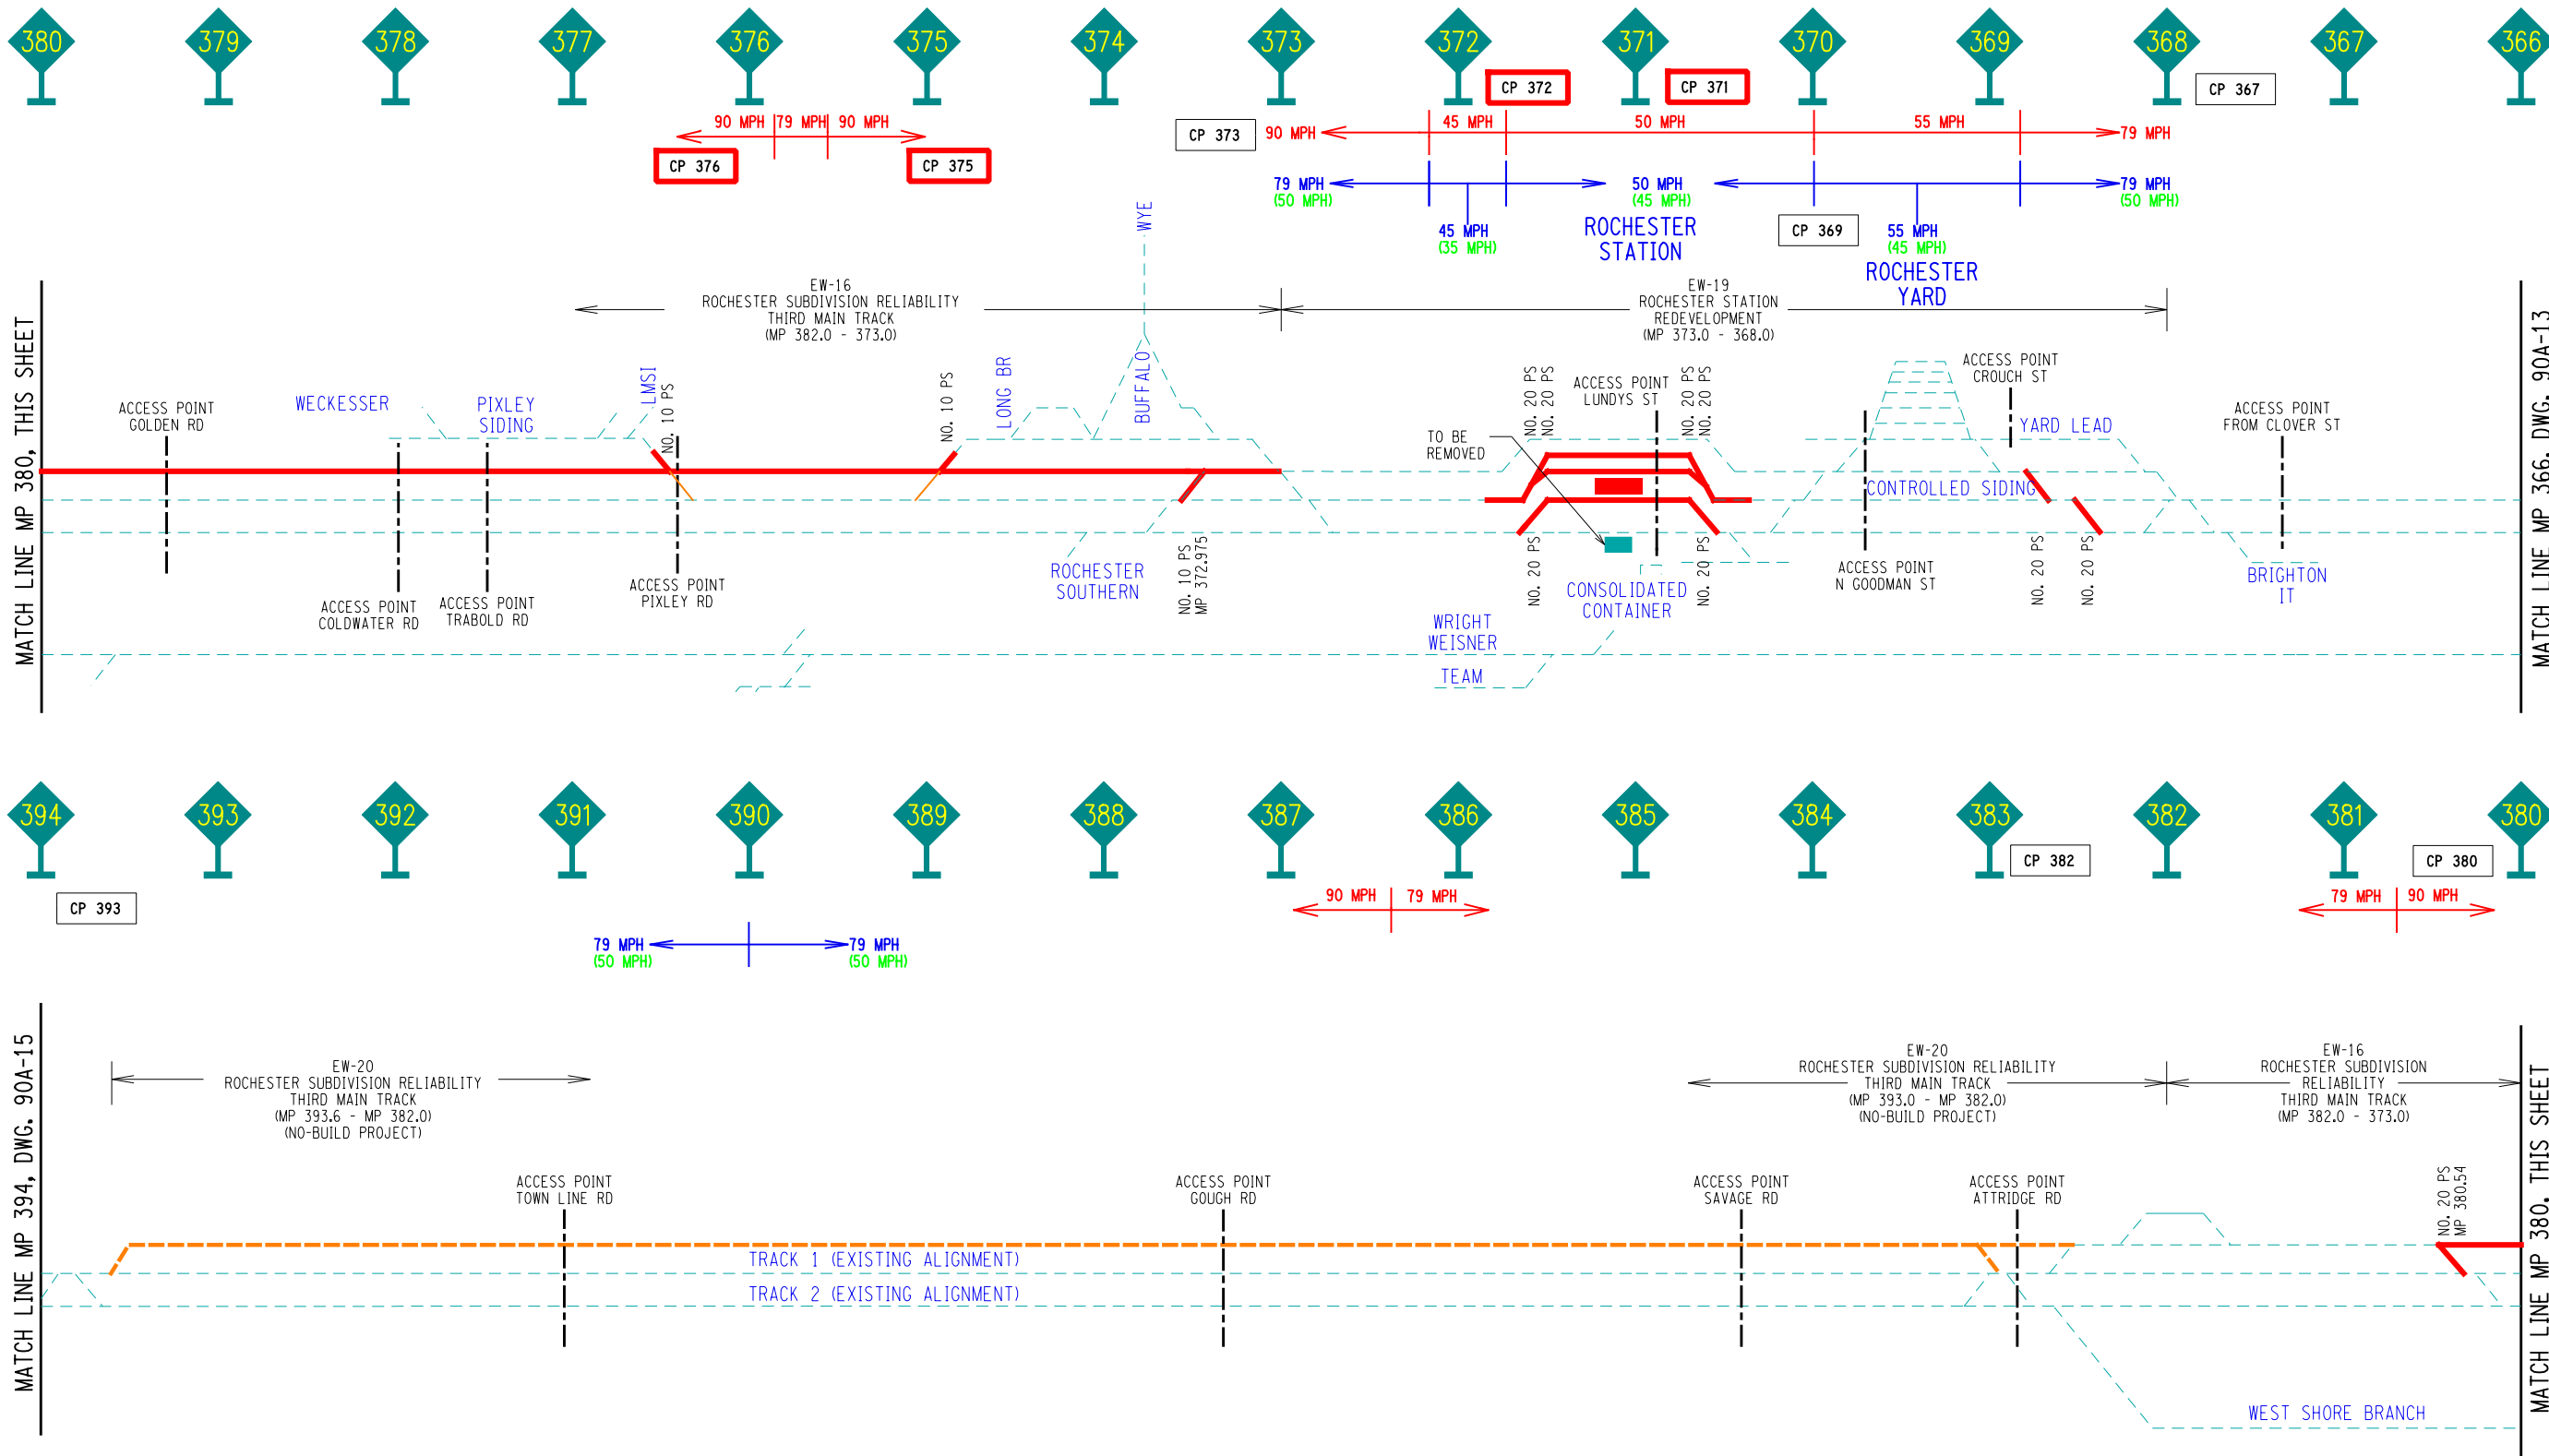 380 379 378 377 376 375 374 373 372 371 370 369 368 367 366
CP 372
CP 371
CP 367
90 MPH 79 MPH 90 MPH
CP 376
CP 375
CP 373
90 MPH 45 MPH 50 MPH 55 MPH 79 MPH
79 MPH
(50 MPH)
45 MPH
(35 MPH)
50 MPH
(45 MPH)
ROCHESTER
STATION
CP 369
55 MPH
(45 MPH)
79 MPH
(50 MPH)
ROCHESTER
YARD
WYE
EW-16
ROCHESTER SUBDIVISION RELIABILITY
THIRD MAIN TRACK
(MP 382.0 - 373.0)
EW-19
ROCHESTER STATION
REDEVELOPMENT
(MP 373.0 - 368.0)
MATCH LINE MP 380, THIS SHEET
ACCESS POINT
GOLDEN RD
WECKESSER
PIXLEY
SIDING
LMSI
NO. 10 PS
NO. 10 PS
LONG BR
BUFFALO
TO BE
REMOVED
NO. 20 PS
NO. 20 PS
ACCESS POINT
LUNDYS ST
NO. 20 PS
NO. 20 PS
ACCESS POINT
CROUCH ST
YARD LEAD
ACCESS POINT
FROM CLOVER ST
CONTROLLED SIDING
MATCH LINE MP 366, DWG. 90A-13
ACCESS POINT
COLDWATER RD
ACCESS POINT
TRABOLD RD
ACCESS POINT
PIXLEY RD
ROCHESTER
SOUTHERN
NO. 10 PS
MP 372.975
NO. 20 PS
CONSOLIDATED
CONTAINER
NO. 20 PS
ACCESS POINT
N GOODMAN ST
NO. 20 PS
NO. 20 PS
BRIGHTON
IT
WRIGHT
WEISNER
TEAM
394 393 392 391 390 389 388 387 386 385 384 383 382 381 380
CP 393
CP 382
CP 380
90 MPH 79 MPH
79 MPH 90 MPH
79 MPH
(50 MPH)
79 MPH
(50 MPH)
MATCH LINE MP 394, DWG. 90A-15
EW-20
ROCHESTER SUBDIVISION RELIABILITY
THIRD MAIN TRACK
(MP 393.6 - MP 382.0)
(NO-BUILD PROJECT)
EW-20
ROCHESTER SUBDIVISION RELIABILITY
THIRD MAIN TRACK
(MP 393.0 - MP 382.0)
(NO-BUILD PROJECT)
EW-16
ROCHESTER SUBDIVISION
RELIABILITY
THIRD MAIN TRACK
(MP 382.0 - 373.0)
ACCESS POINT
TOWN LINE RD
ACCESS POINT
GOUGH RD
ACCESS POINT
SAVAGE RD
ACCESS POINT
ATTRIDGE RD
NO. 20 PS
MP 380.54
TRACK 1 (EXISTING ALIGNMENT)
TRACK 2 (EXISTING ALIGNMENT)
WEST SHORE BRANCH
MATCH LINE MP 380. THIS SHEET